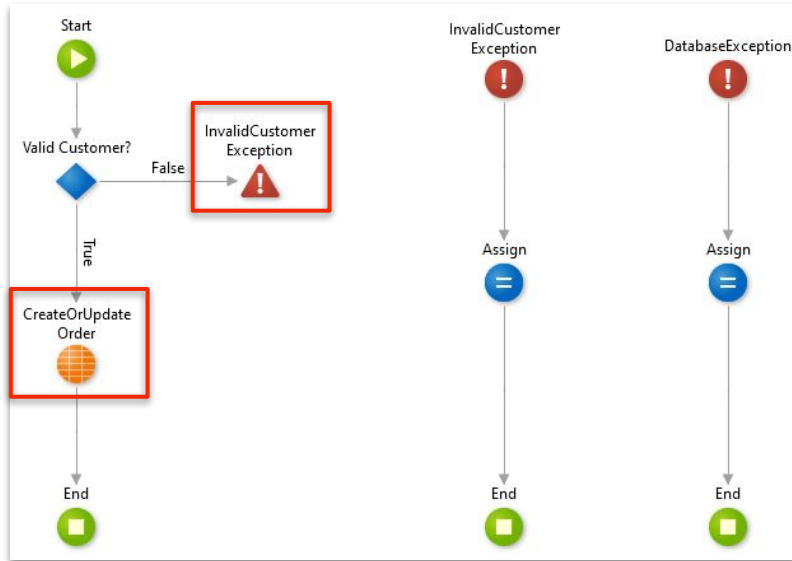 Start
Valid Customer?
False
InvalidCustomer
Exception
True
CreateOrUpdate
Order
End
InvalidCustomer
Exception
Assign
End
DatabaseException
Assign
End